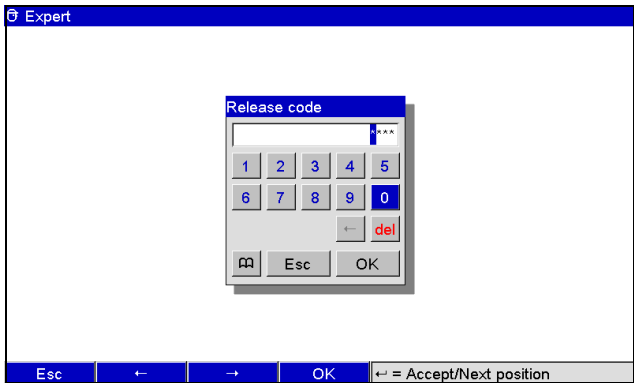 Expert
Release code
****
1 2 3 4 5
6 7 8 9 0
← del
Esc OK
Esc ← → OK ↵ = Accept/Next position